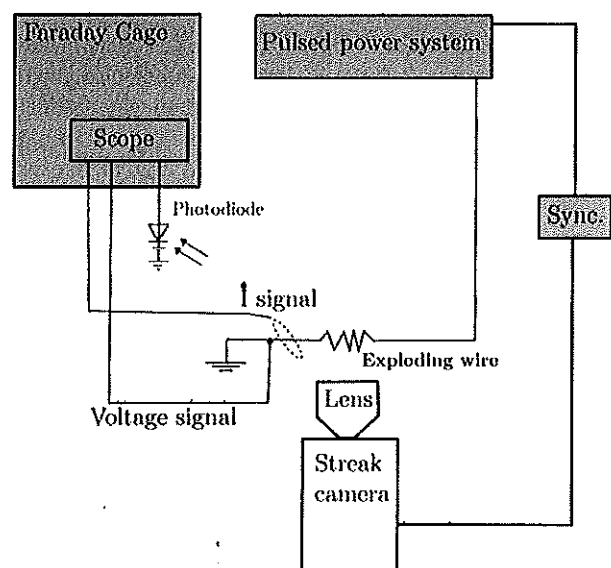 Faraday Cage
Pulsed power system
Scope
Photodiode
Sync.
İ signal
Exploding wire
Lens
Voltage signal
Streak
camera